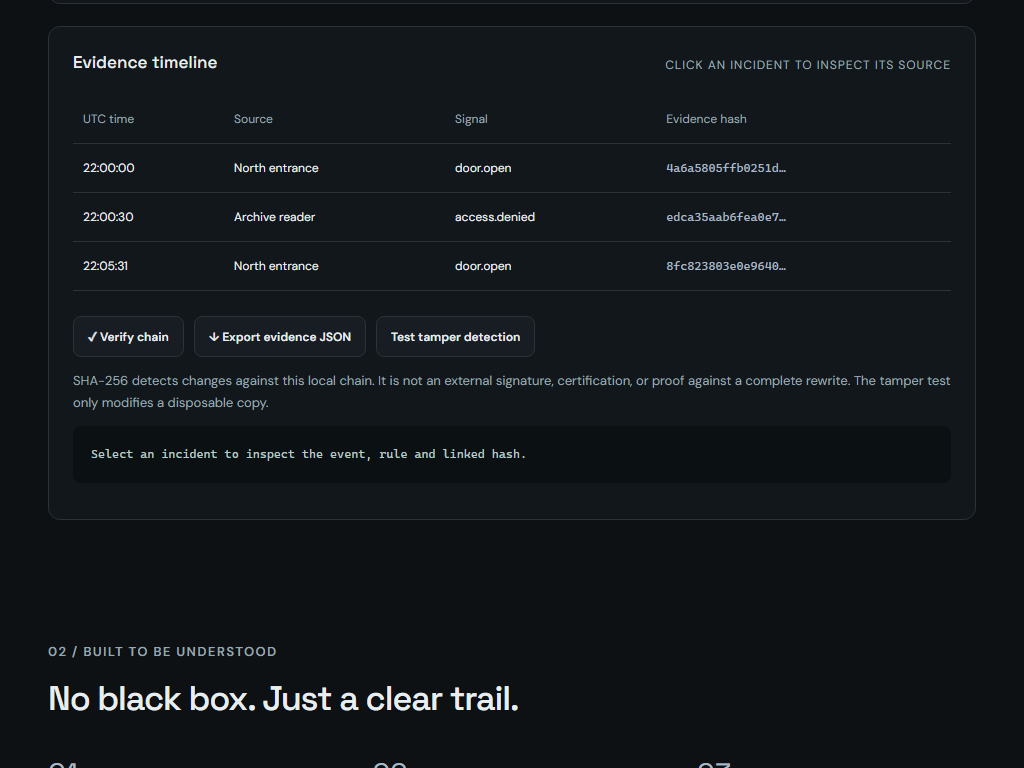 Evidence timeline
CLICK AN INCIDENT TO INSPECT ITS SOURCE
UTC time Source Signal Evidence hash
22:00:00 North entrance door.open 4a6a5805ffb0251d…
22:00:30 Archive reader access.denied edca35aab6fea0e7…
22:05:31 North entrance door.open 8fc823803e0e9640…
✓ Verify chain ↓ Export evidence JSON Test tamper detection
SHA-256 detects changes against this local chain. It is not an external signature, certification, or proof against a complete rewrite. The tamper test
only modifies a disposable copy.
Select an incident to inspect the event, rule and linked hash.
02 / BUILT TO BE UNDERSTOOD
No black box. Just a clear trail.